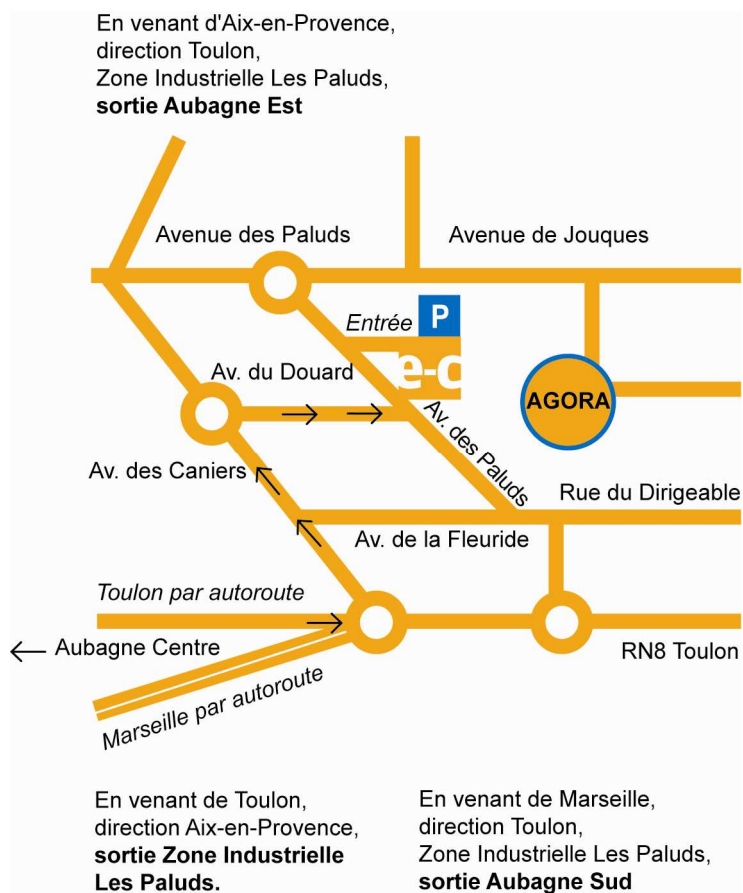 En venant d'Aix-en-Provence,
direction Toulon,
Zone Industrielle Les Paluds,
sortie Aubagne Est
Avenue des Paluds
Avenue de Jouques
Entrée
P
e-c
Av. du Douard
AGORA
Av. des Paluds
Av. des Caniers
Rue du Dirigeable
Av. de la Fleuride
Toulon par autoroute
Aubagne Centre
RN8 Toulon
Marseille par autoroute
En venant de Toulon,
direction Aix-en-Provence,
sortie Zone Industrielle
Les Paluds.
En venant de Marseille,
direction Toulon,
Zone Industrielle Les Paluds,
sortie Aubagne Sud